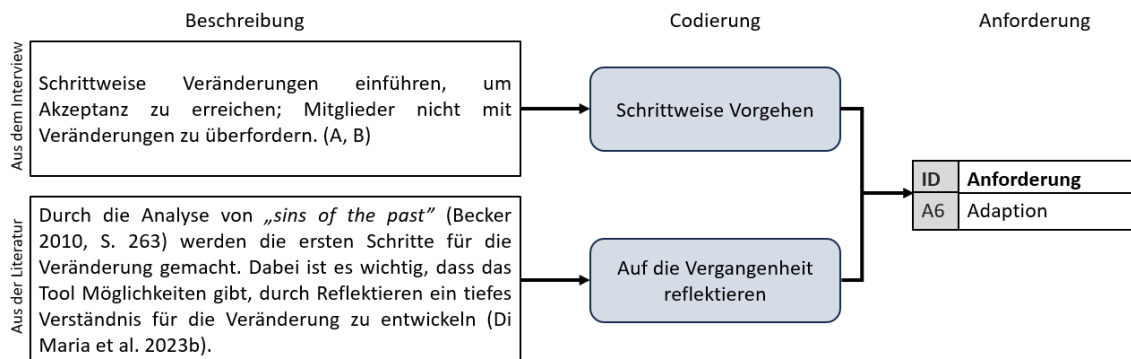 Beschreibung
Codierung
Anforderung
Aus dem Interview
Schrittweise Veränderungen einführen, um
Akzeptanz zu erreichen; Mitglieder nicht mit
Veränderungen zu überfordern. (A, B)
Schrittweise Vorgehen
Aus der Literatur
Durch die Analyse von „sins of the past” (Becker
2010, S. 263) werden die ersten Schritte für die
Veränderung gemacht. Dabei ist es wichtig, dass das
Tool Möglichkeiten gibt, durch Reflektieren ein tiefes
Verständnis für die Veränderung zu entwickeln (Di
Maria et al. 2023b).
Auf die Vergangenheit
reflektieren
ID Anforderung
A6 Adaption